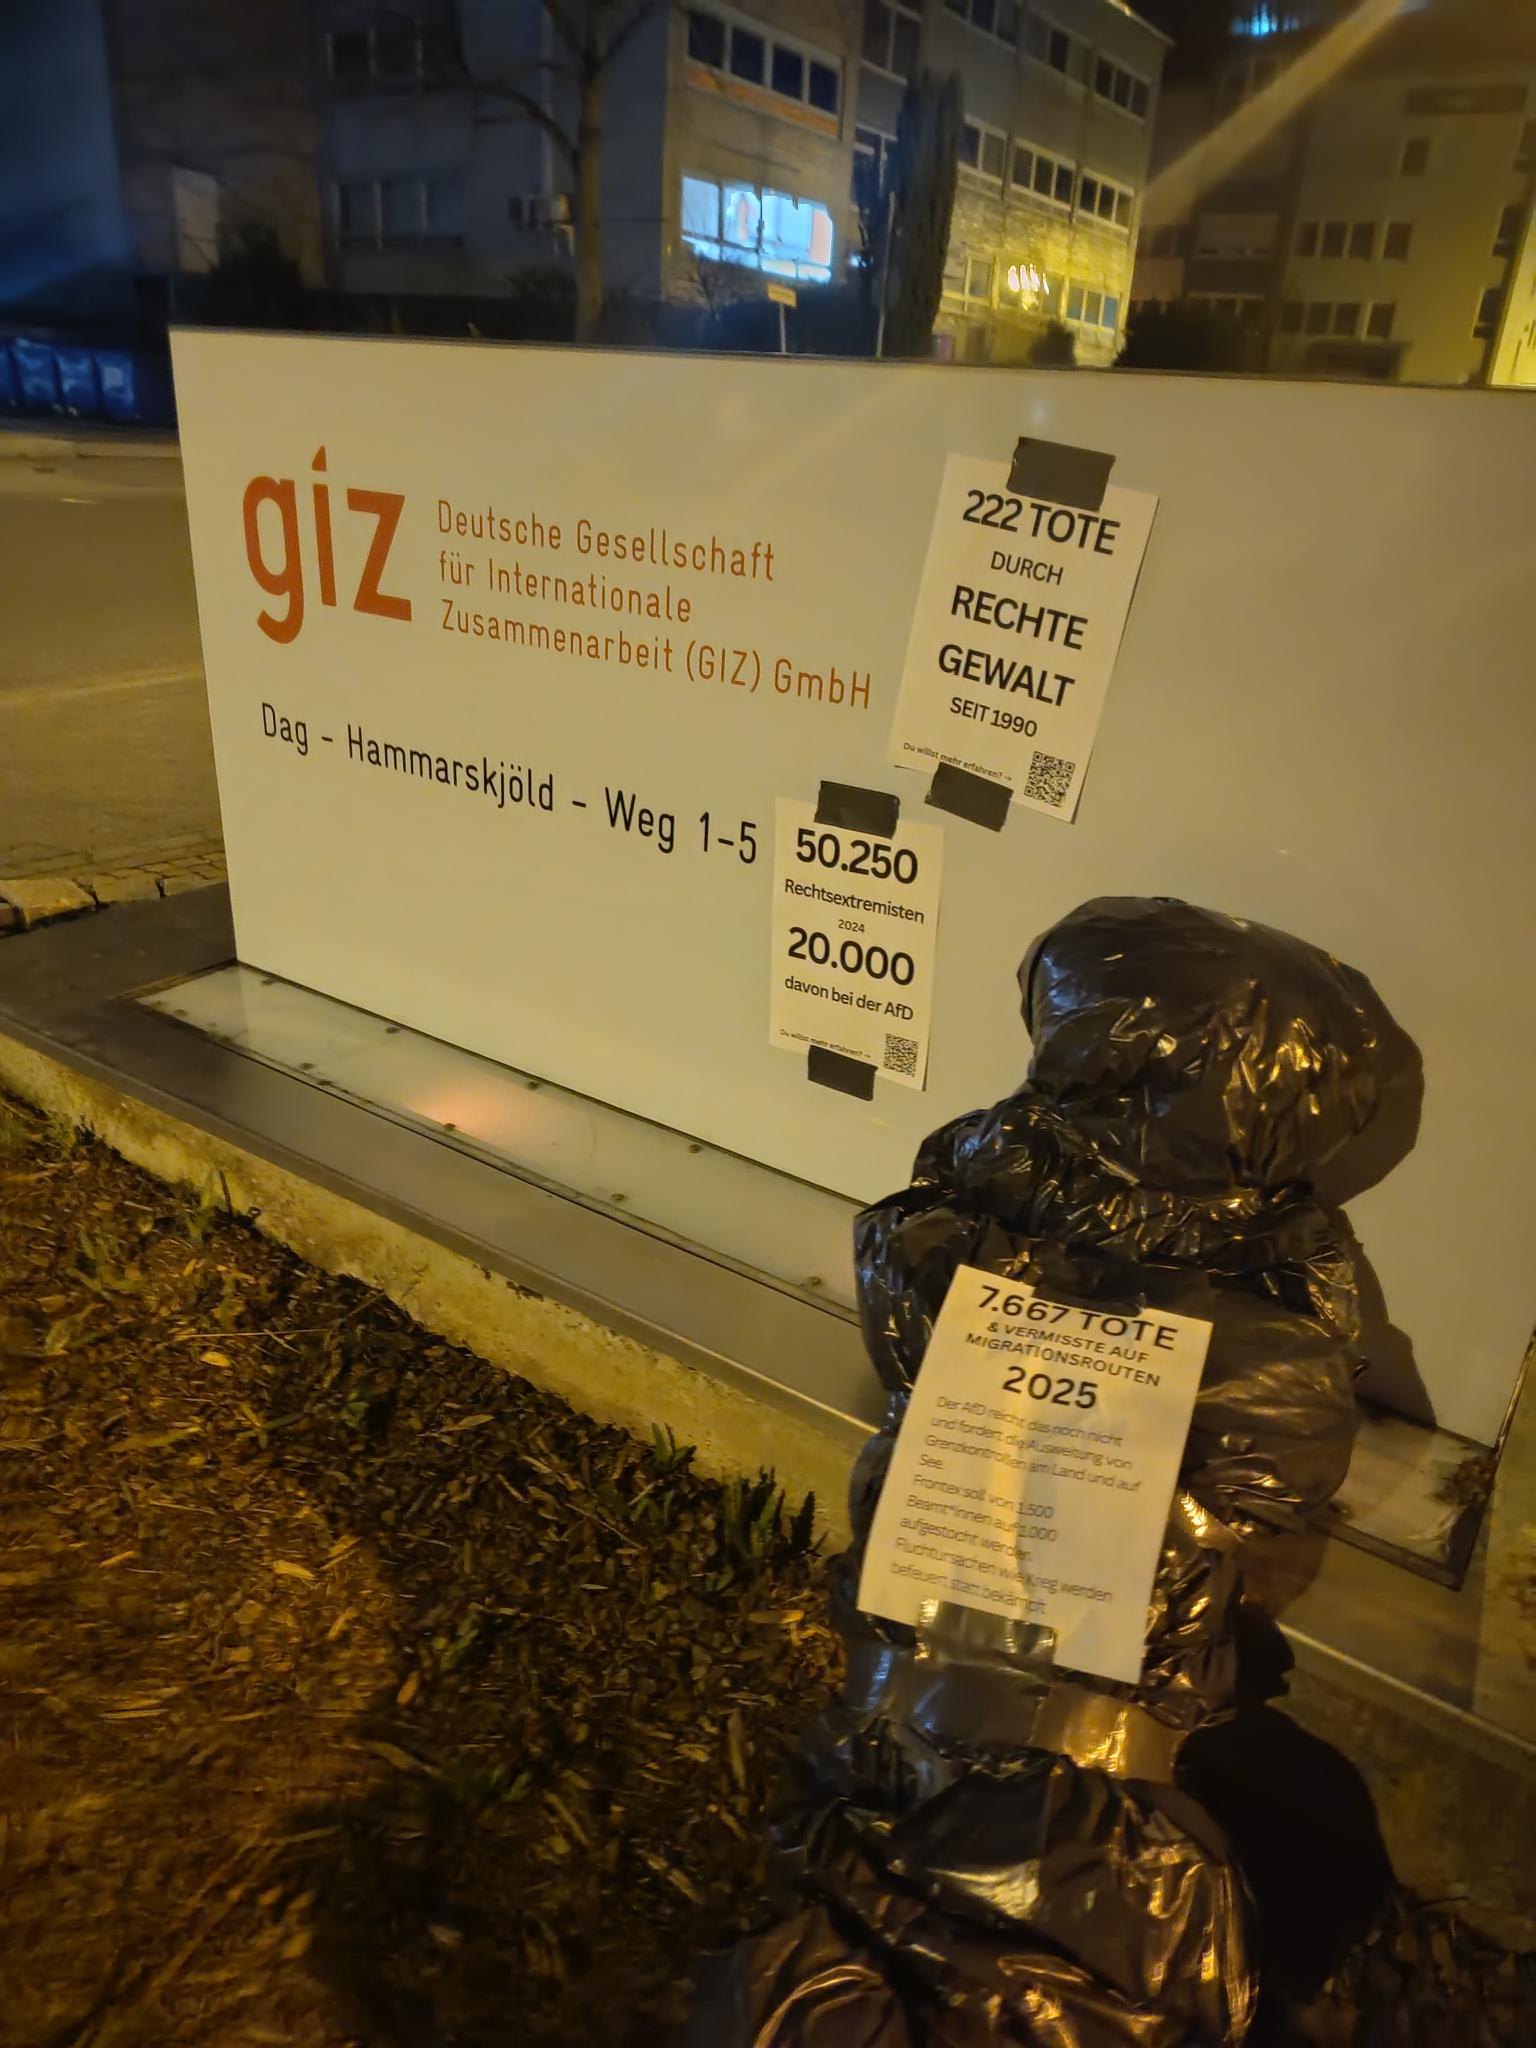 giz
Deutsche Gesellschaft
für Internationale
Zusammenarbeit (GIZ) GmbH
Dag - Hammarskjöld - Weg 1-5
222 TOTE
DURCH
RECHTE
GEWALT
SEIT 1990
Du willst mehr erfahren? →
50.250
Rechtsextremisten
2024
20.000
davon bei der AfD
Du willst mehr erfahren? →
7.667 TOTE
& VERMISSTE AUF
MIGRATIONSROUTEN
2025
Der AfD reicht das noch nicht
und fordert die Ausweitung von
Grenzkontrollen am Land und auf
See.
Frontex soll von 1.500
Beamt*innen auf
aufgestockt werden.
Fluchtursachen wie Krieg werden
befeuert statt bekämpft